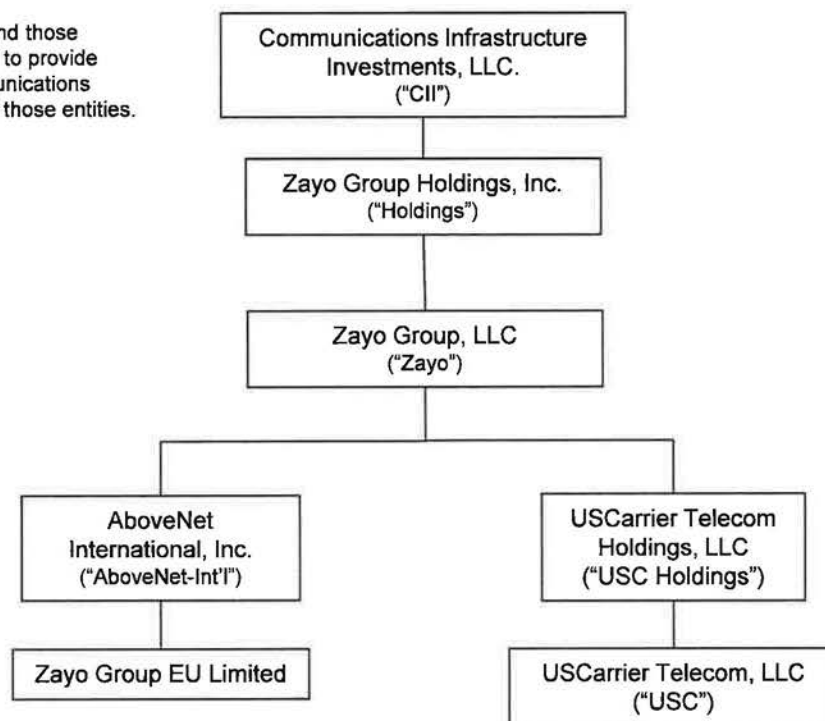 nd those
to provide
unications
those entities.
Communications Infrastructure
Investments, LLC.
("CII")
Zayo Group Holdings, Inc.
("Holdings")
Zayo Group, LLC
("Zayo")
AboveNet
International, Inc.
("AboveNet-Int'l")
USCarrier Telecom
Holdings, LLC
("USC Holdings")
Zayo Group EU Limited
USCarrier Telecom, LLC
("USC")